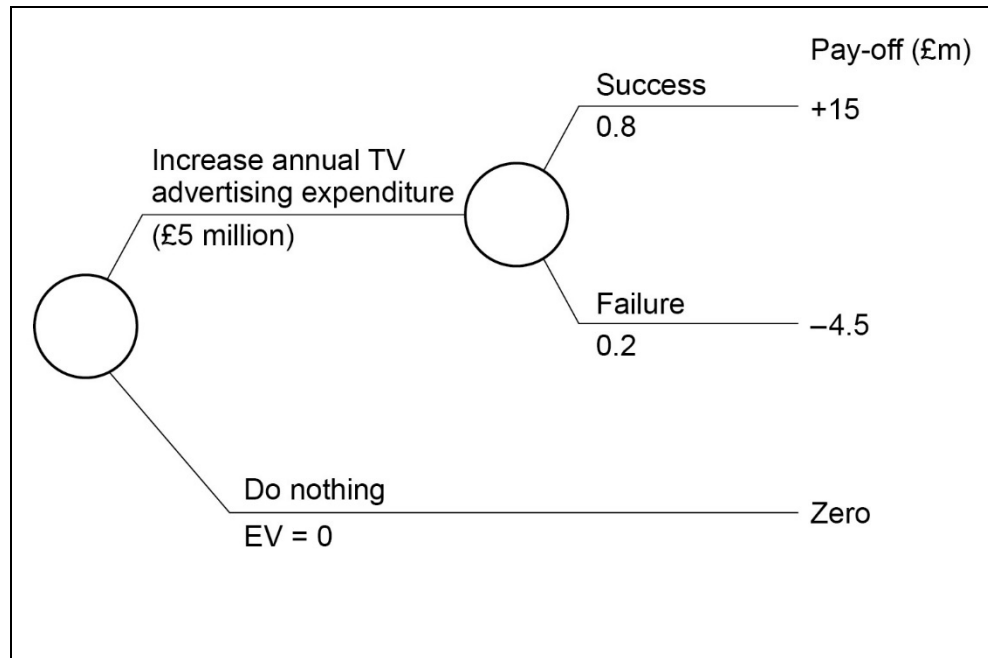 Pay-off (£m)
Success
0.8
+15
Increase annual TV
advertising expenditure
(£5 million)
Failure
0.2
–4.5
Do nothing
EV = 0
Zero